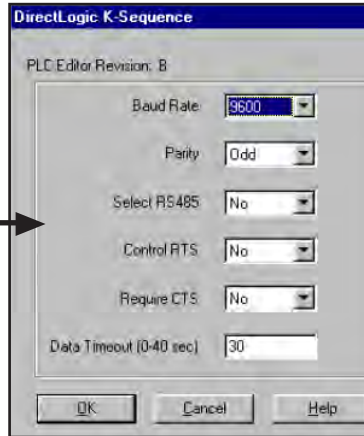 DirectLogic K-Sequence
PLC Editor Revision: B
Baud Rate 9600
Parity Odd
Select RS485 No
Control RTS No
Require CTS No
Data Timeout (0-40 sec) 30
OK Cancel Help